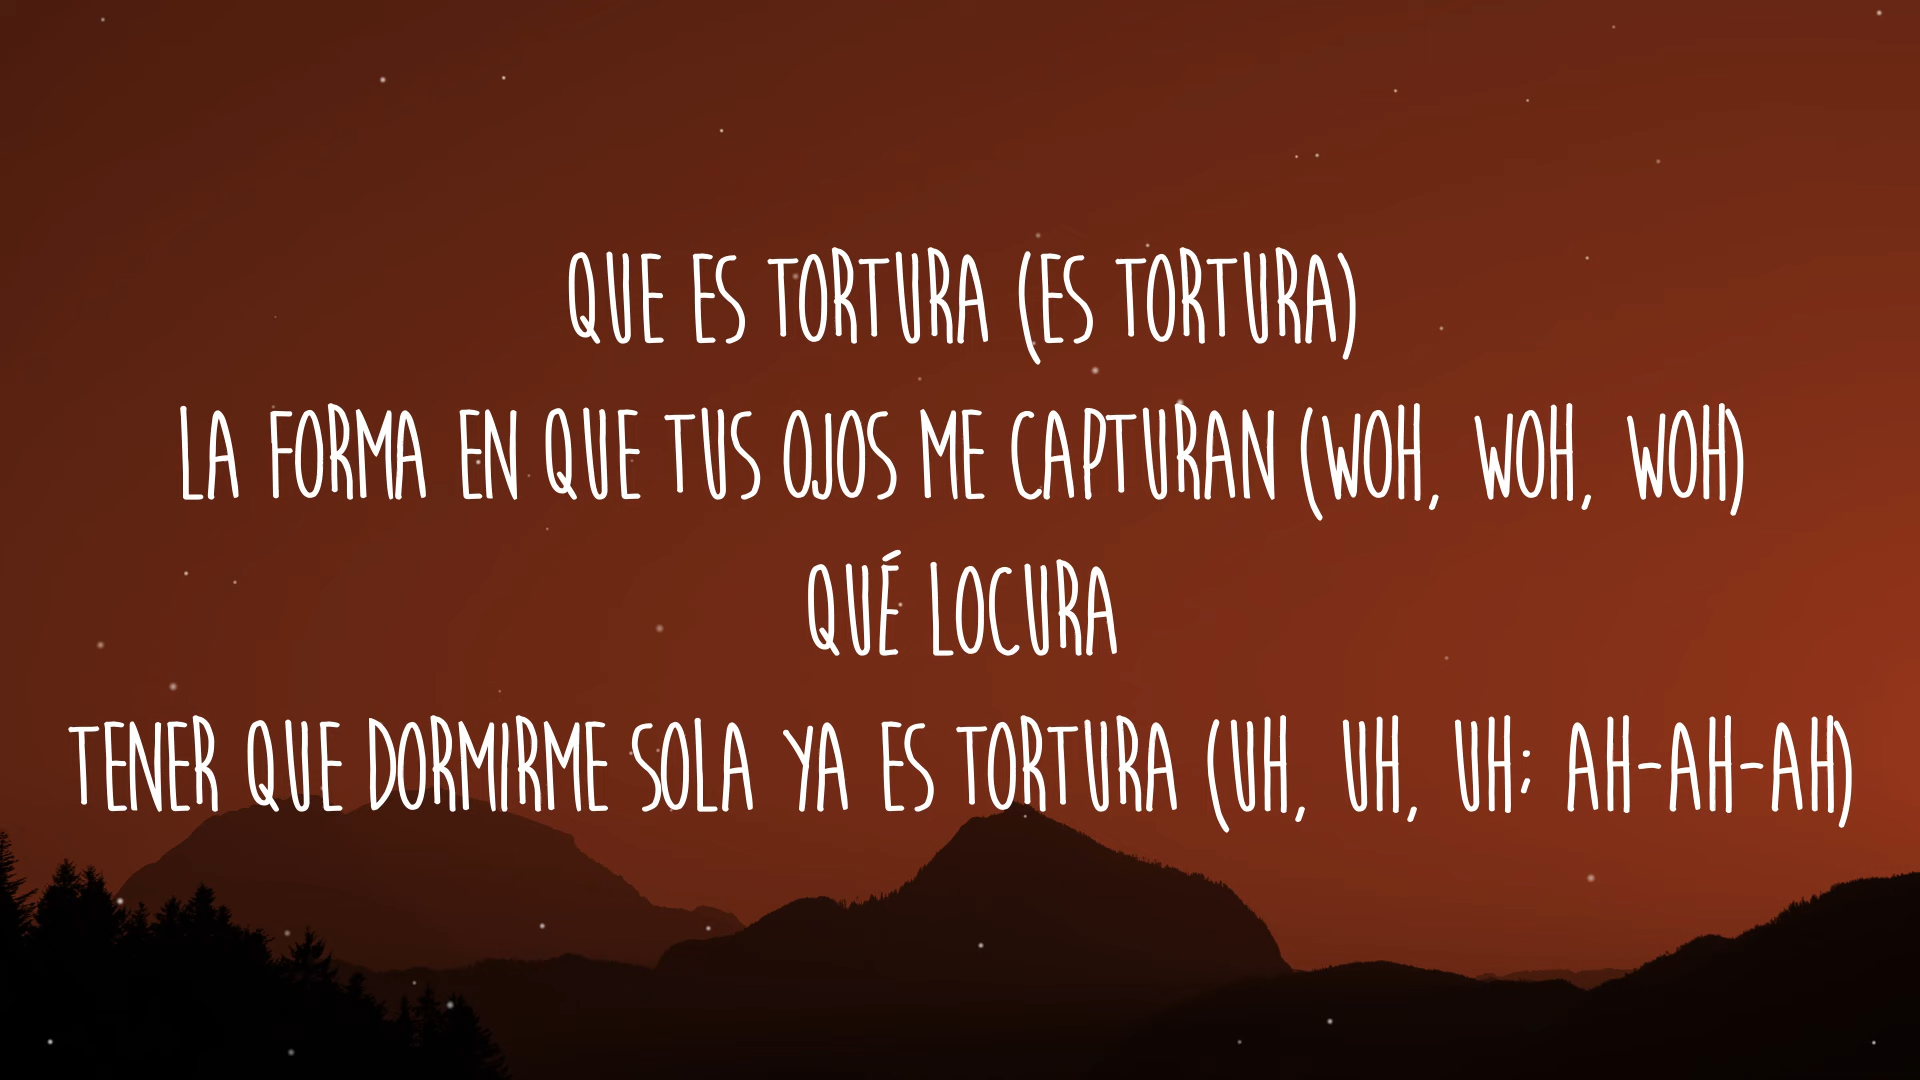 QUE ES TORTURA (ES TORTURA)
LA FORMA EN QUE TUS OJOS ME CAPTURAN (WOH, WOH, WOH)
QUÉ LOCURA
TENER QUE DORMIRME SOLA YA ES TORTURA (UH, UH, UH; AH-AH-AH)